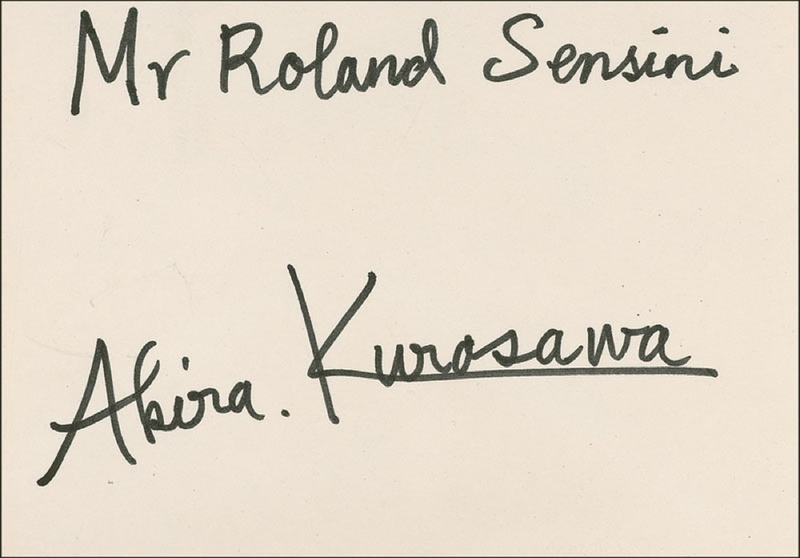 Mr Roland Sensini
Akira. Kurosawa